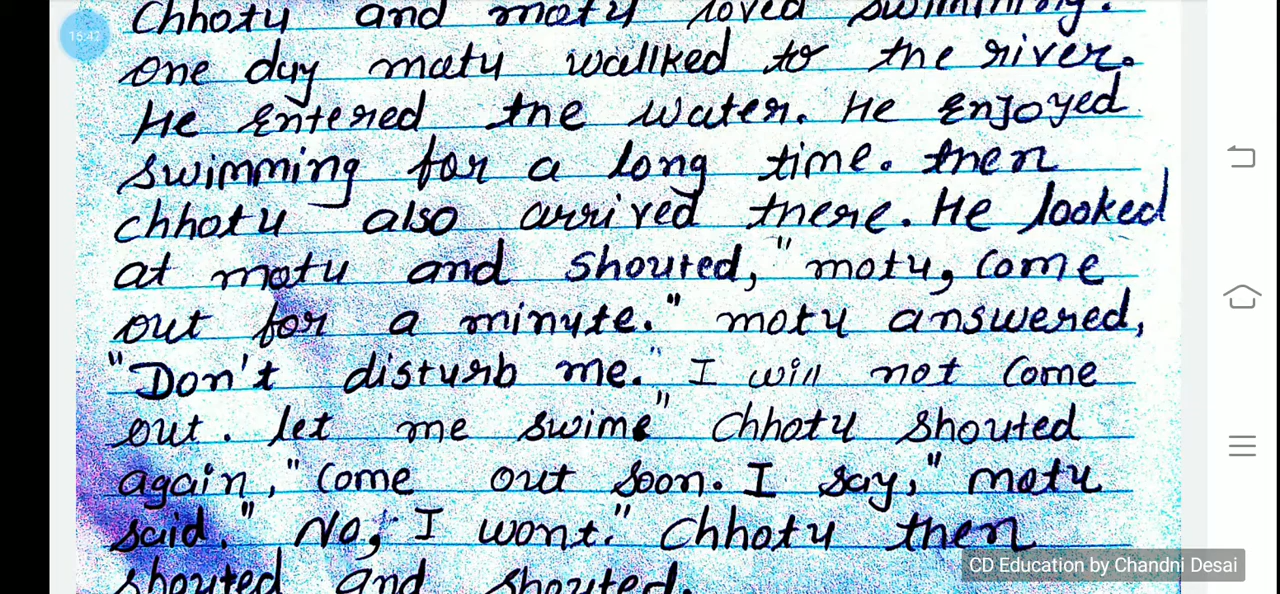 Chhotu and motu loved swimming.
16:42
one day motu wallked to the river.
He Entered the water. He Enjoyed
swimming for a long time. then
chhotu also arrived there. He looked
at motu and shouted, "motu, come
out for a minute." motu answered,
"Don't disturb me." I will not come
out. let me swime" Chhotu shouted
again, "come out soon. I say," motu
said." No, I wont." Chhotu then
shouted and shouted.
CD Education by Chandni Desai